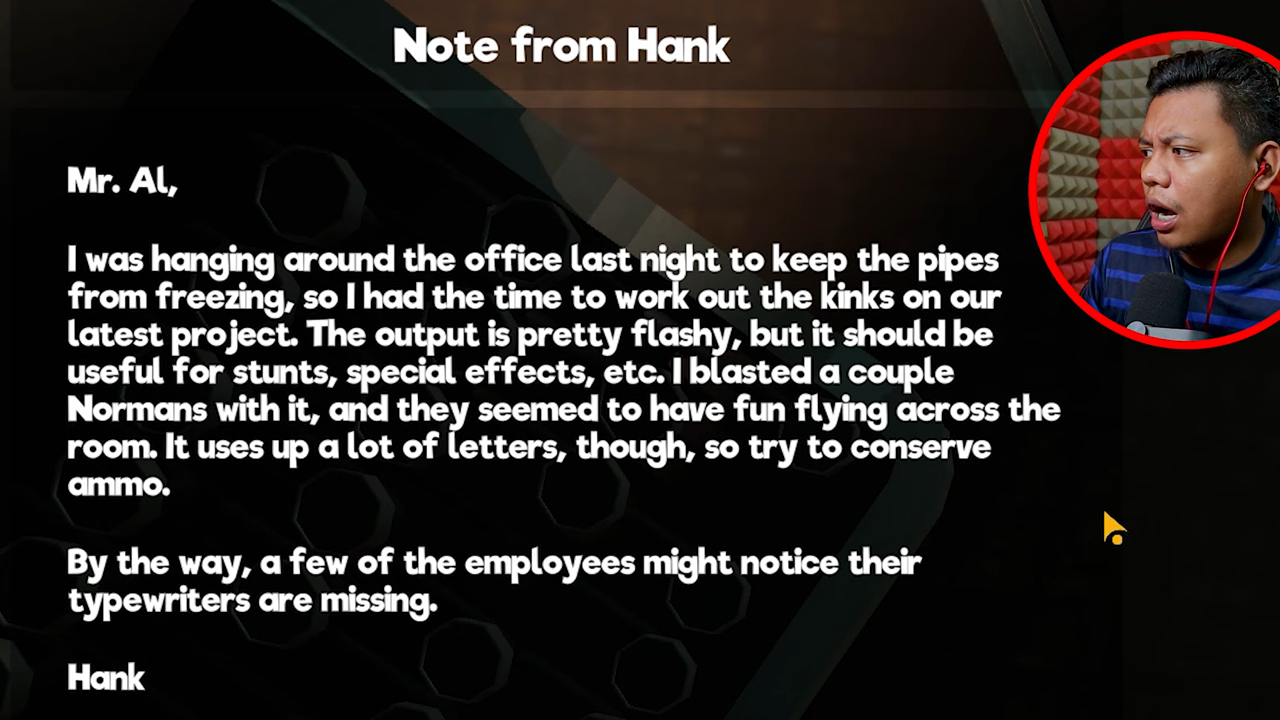 Note from Hank
Mr. Al,
I was hanging around the office last night to keep the pipes
from freezing, so I had the time to work out the kinks on our
latest project. The output is pretty flashy, but it should be
useful for stunts, special effects, etc. I blasted a couple
Normans with it, and they seemed to have fun flying across the
room. It uses up a lot of letters, though, so try to conserve
ammo.
By the way, a few of the employees might notice their
typewriters are missing.
Hank